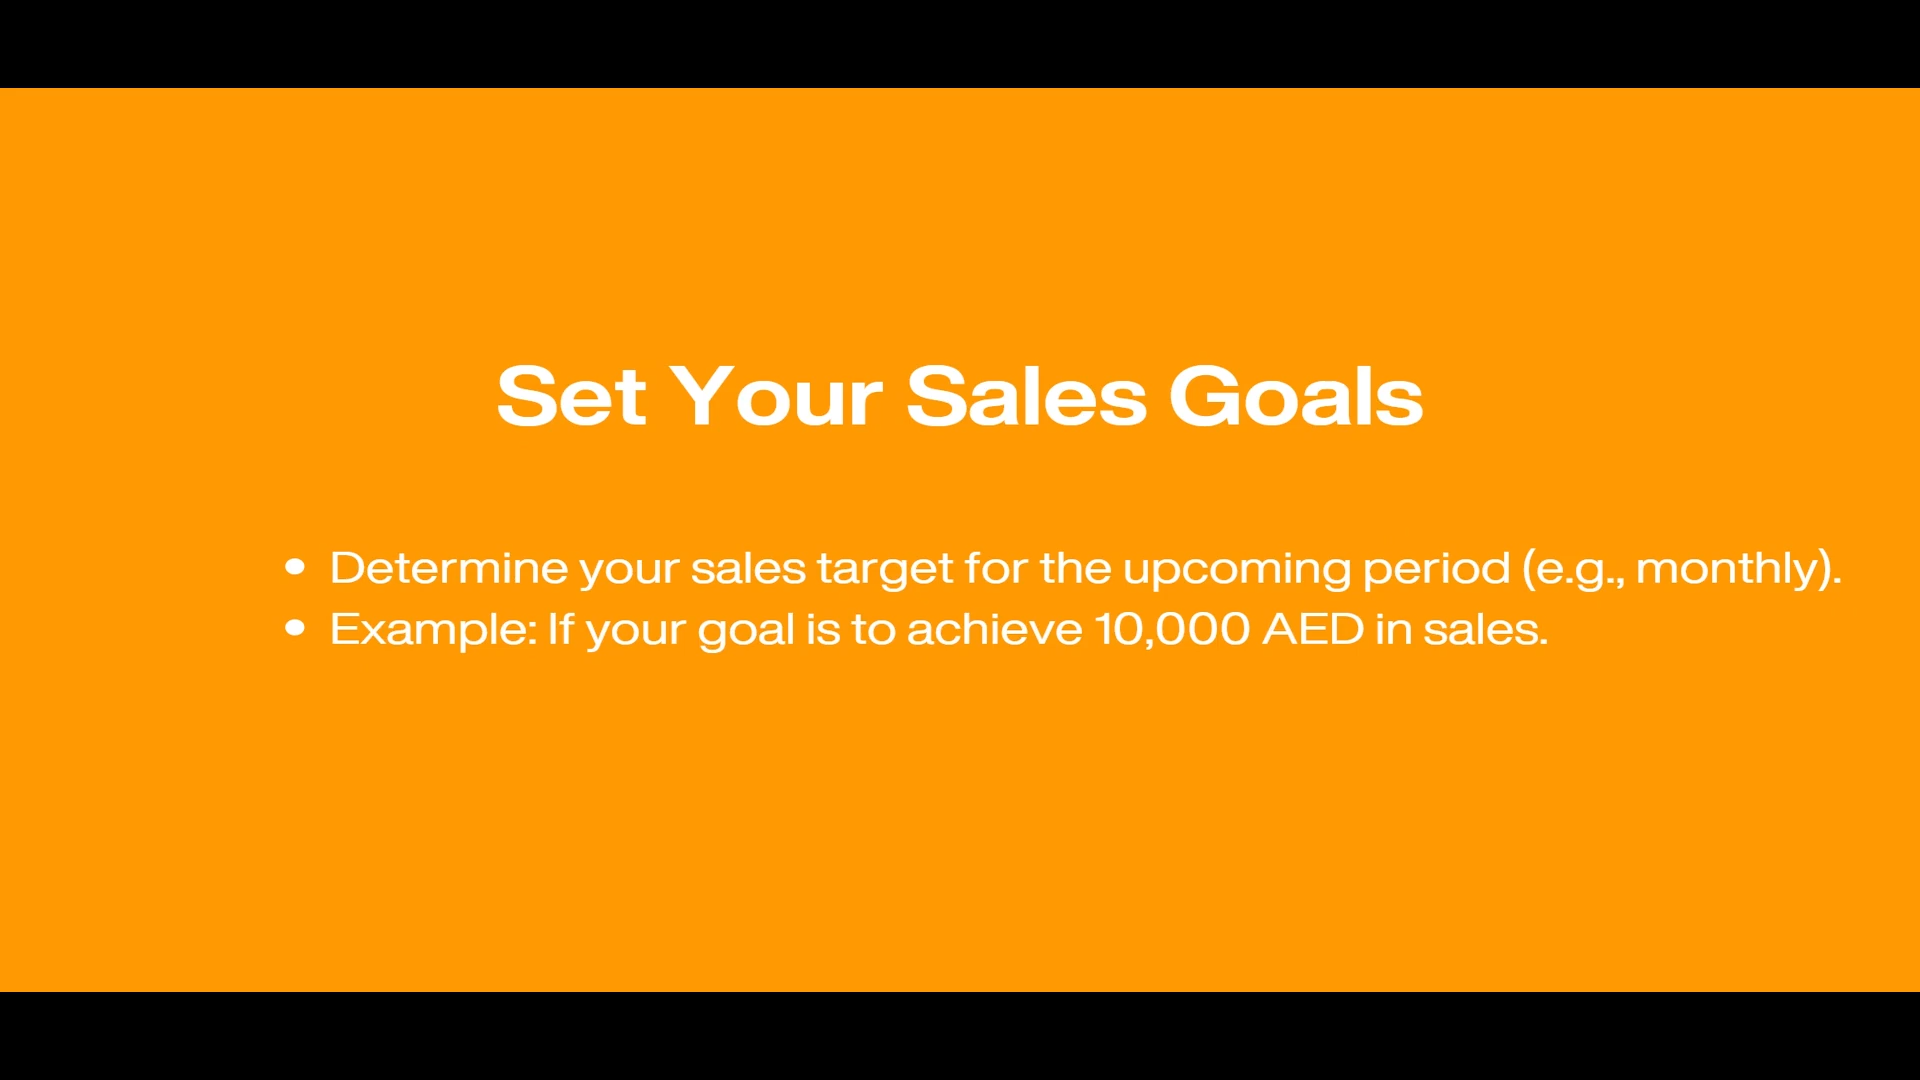 Set Your Sales Goals
• Determine your sales target for the upcoming period (e.g., monthly).
• Example: If your goal is to achieve 10,000 AED in sales.